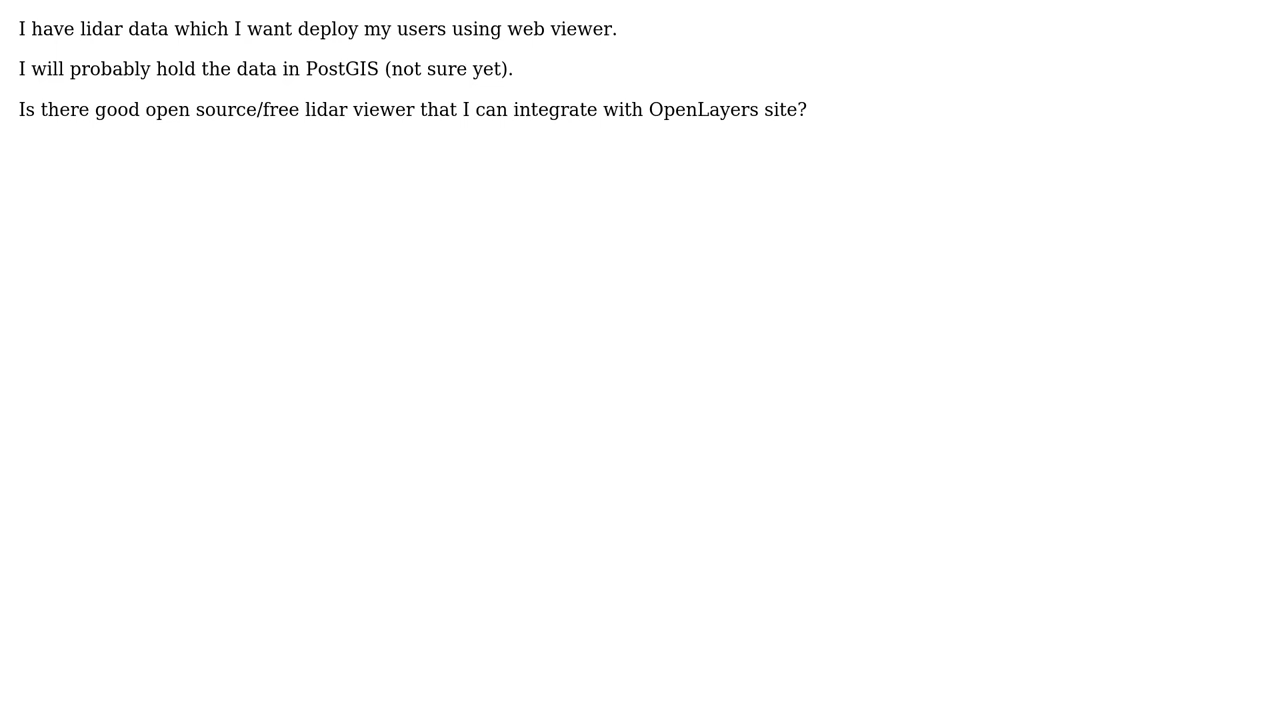 I have lidar data which I want deploy my users using web viewer.
I will probably hold the data in PostGIS (not sure yet).
Is there good open source/free lidar viewer that I can integrate with OpenLayers site?